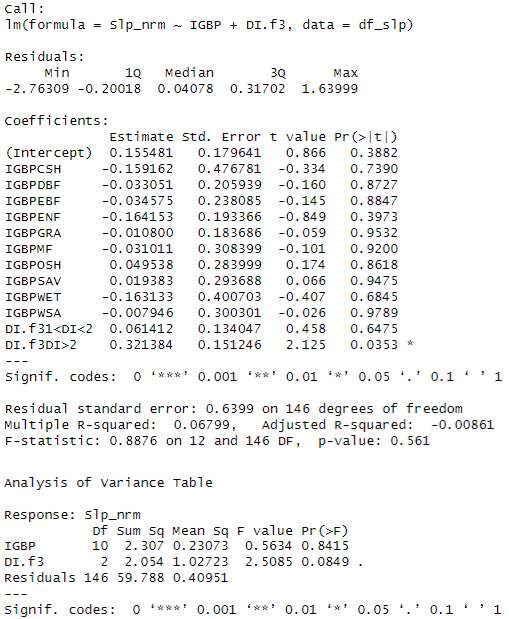 Call:
lm(formula = Slp_nrm ~ IGBP + DI.f3, data = df_slp)
Residuals:
     Min       1Q   Median       3Q      Max
-2.76309 -0.20018  0.04078  0.31702  1.63999
Coefficients:
             Estimate Std. Error t value Pr(>|t|)
(Intercept)  0.155481   0.179641   0.866   0.3882
IGBPCSH     -0.159162   0.476781  -0.334   0.7390
IGBPDBF     -0.033051   0.205939  -0.160   0.8727
IGBPEBF     -0.034575   0.238085  -0.145   0.8847
IGBPENF     -0.164153   0.193366  -0.849   0.3973
IGBPGRA     -0.010800   0.183686  -0.059   0.9532
IGBPMF      -0.031011   0.308399  -0.101   0.9200
IGBPOSH      0.049538   0.283999   0.174   0.8618
IGBPSAV      0.019383   0.293688   0.066   0.9475
IGBPWET     -0.163133   0.400703  -0.407   0.6845
IGBPWSA     -0.007946   0.300301  -0.026   0.9789
DI.f31<DI<2  0.061412   0.134047   0.458   0.6475
DI.f3DI>2    0.321384   0.151246   2.125   0.0353 *
---
Signif. codes:  0 ‘***’ 0.001 ‘**’ 0.01 ‘*’ 0.05 ‘.’ 0.1 ‘ ’ 1
Residual standard error: 0.6399 on 146 degrees of freedom
Multiple R-squared:  0.06799,   Adjusted R-squared:  -0.00861
F-statistic: 0.8876 on 12 and 146 DF,  p-value: 0.561
Analysis of Variance Table
Response: Slp_nrm
           Df Sum Sq Mean Sq F value Pr(>F)
IGBP       10  2.307 0.23073  0.5634 0.8415
DI.f3       2  2.054 1.02723  2.5085 0.0849 .
Residuals 146 59.788 0.40951
---
Signif. codes:  0 ‘***’ 0.001 ‘**’ 0.01 ‘*’ 0.05 ‘.’ 0.1 ‘ ’ 1